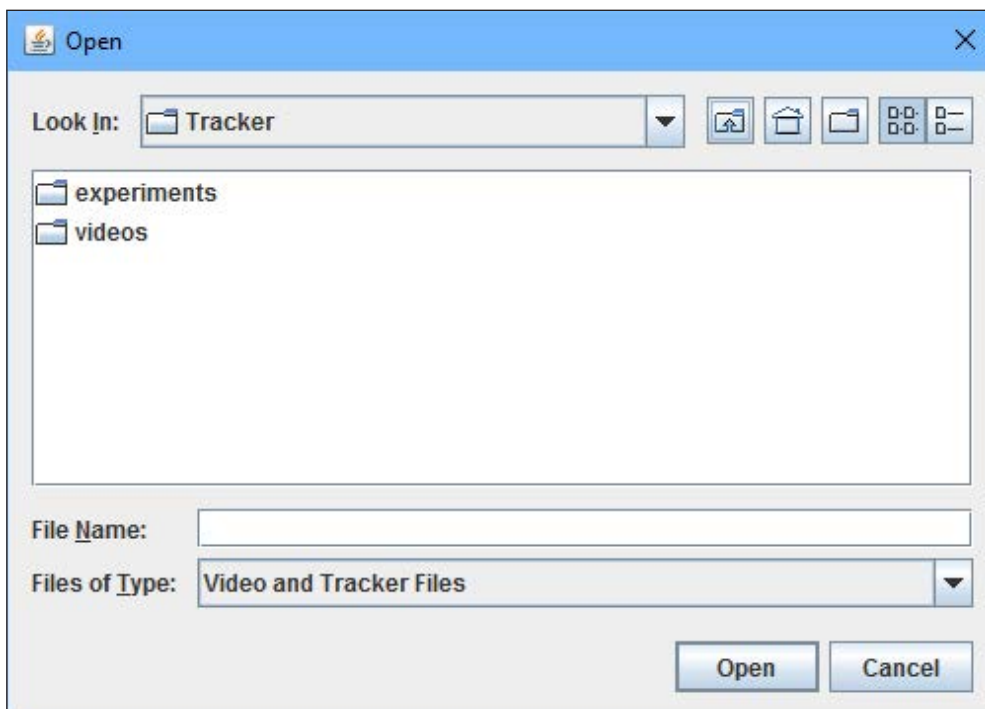 Open
Look In: Tracker
experiments
videos
File Name:
Files of Type: Video and Tracker Files
Open Cancel